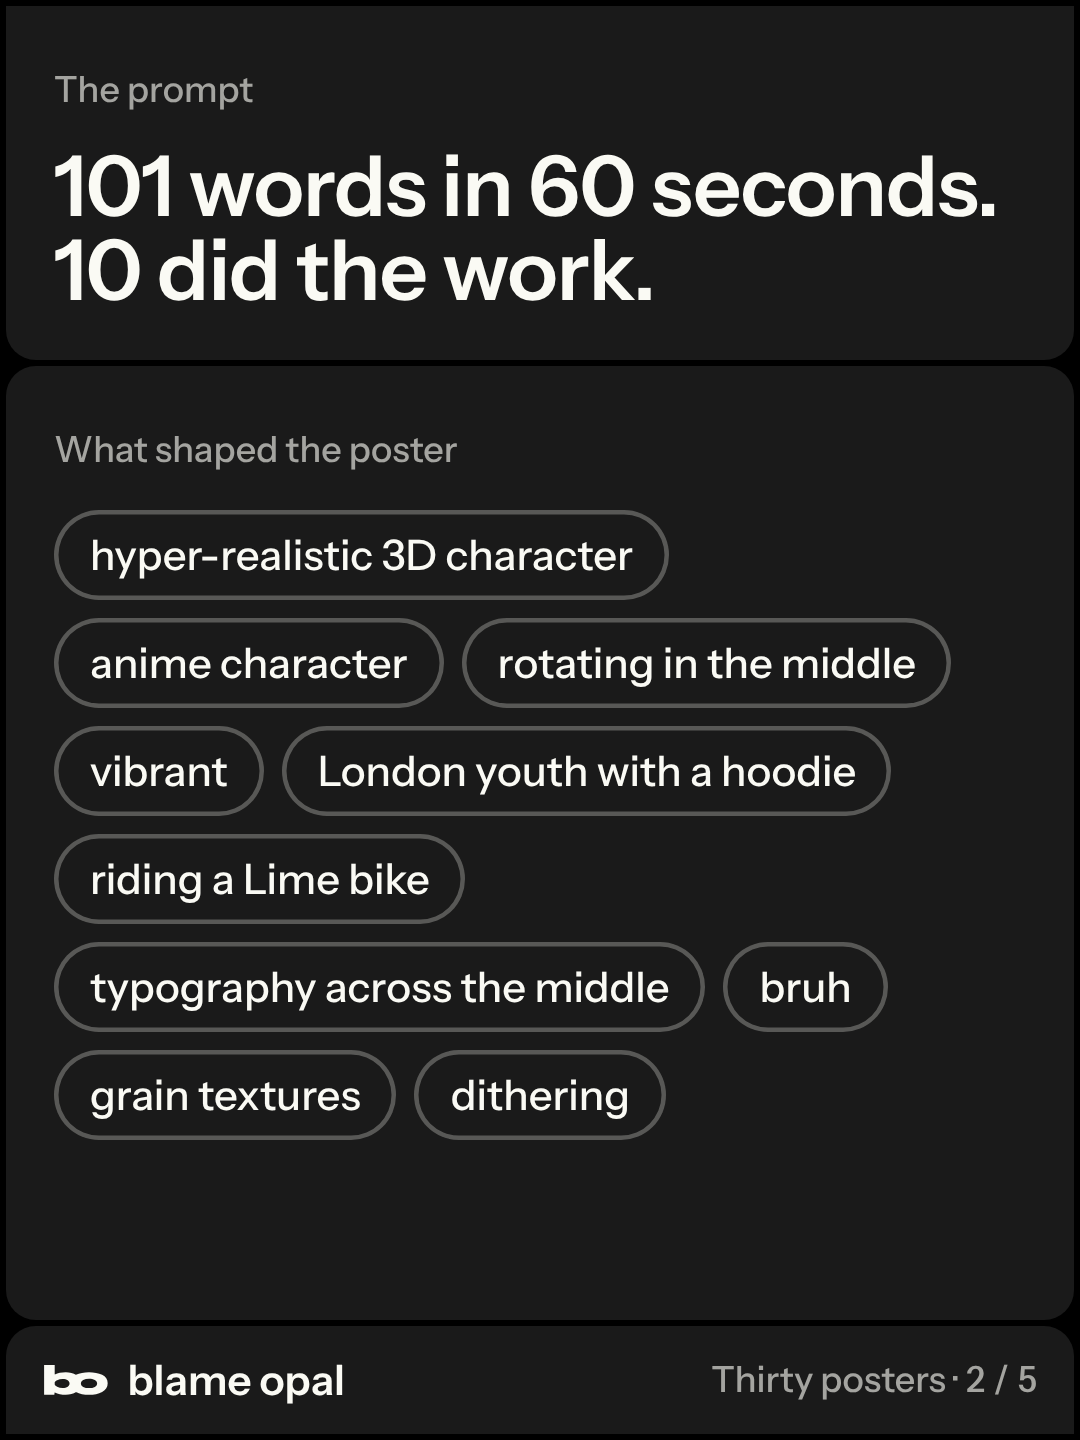 The prompt
101 words in 60 seconds.
10 did the work.
What shaped the poster
hyper-realistic 3D character
anime character
rotating in the middle
vibrant
London youth with a hoodie
riding a Lime bike
typography across the middle
bruh
grain textures
dithering
bo blame opal
Thirty posters · 2 / 5